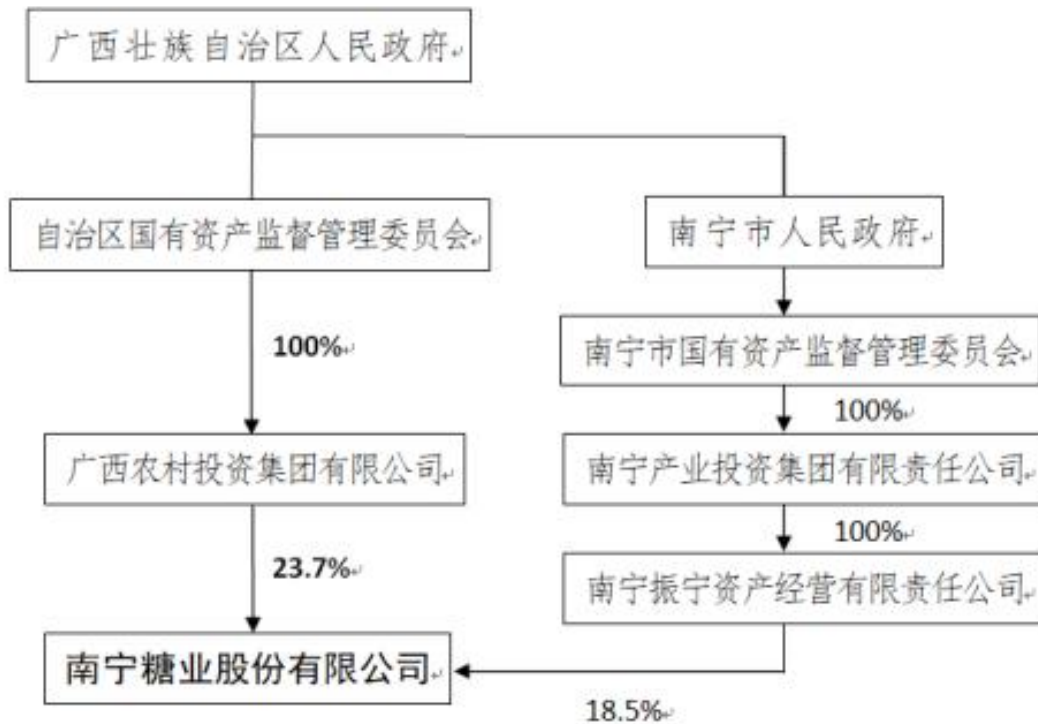 广西壮族自治区人民政府
自治区国有资产监督管理委员会
南宁市人民政府
南宁市国有资产监督管理委员会
100%
100%
广西农村投资集团有限公司
南宁产业投资集团有限责任公司
100%
23.7%
南宁振宁资产经营有限责任公司
南宁糖业股份有限公司
18.5%